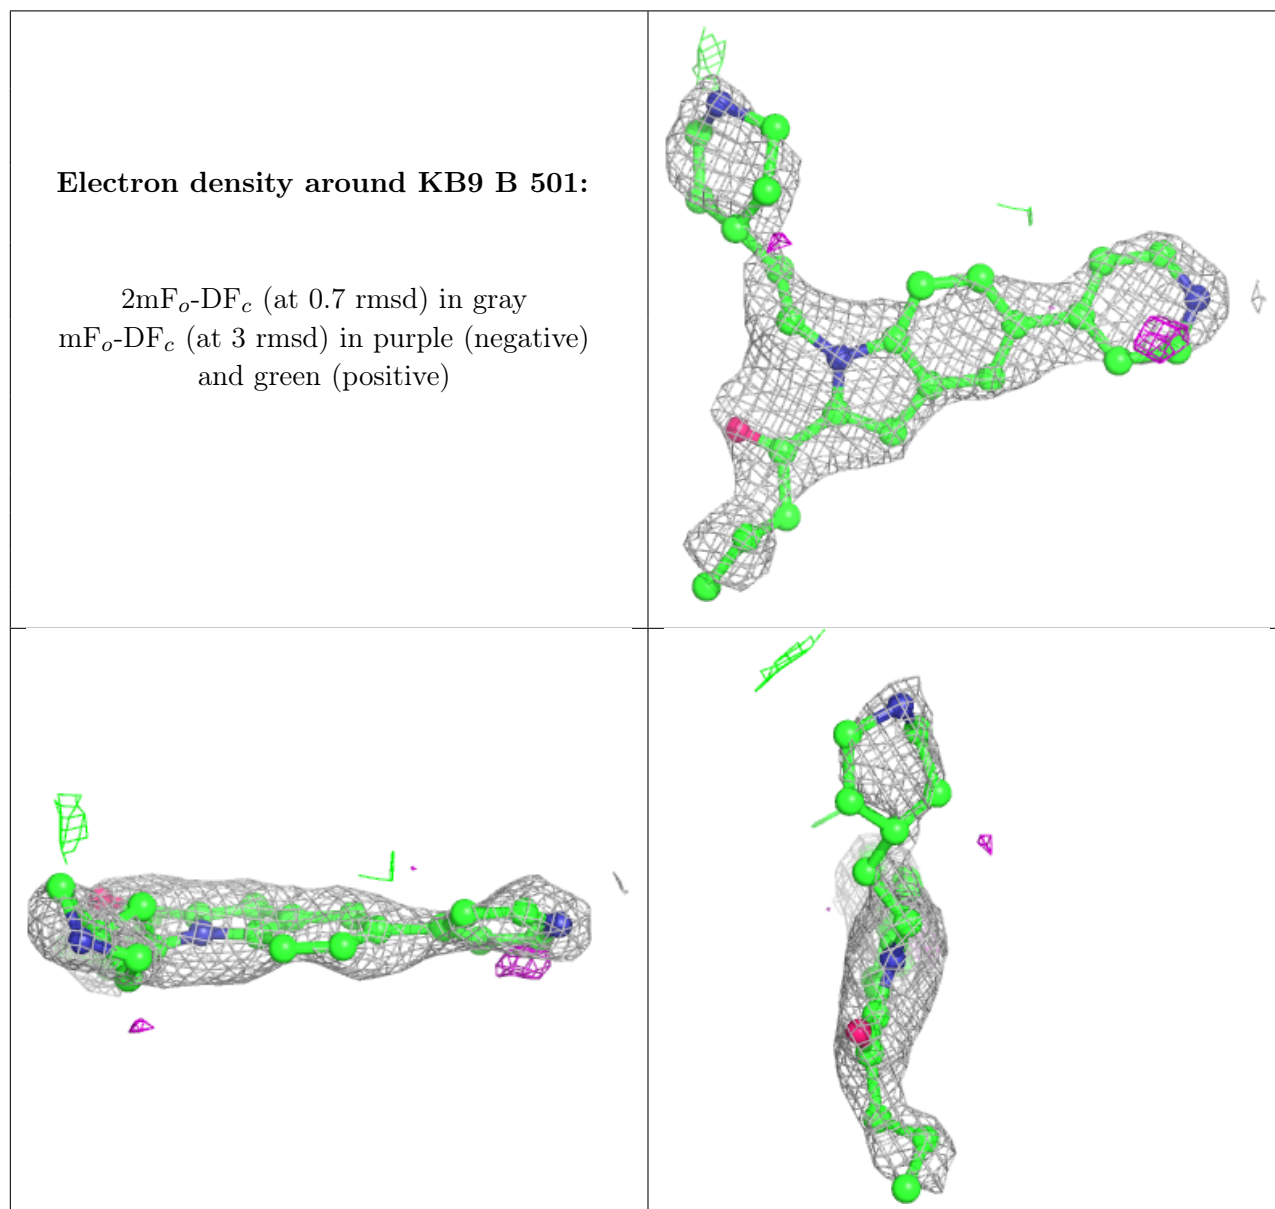 Electron density around KB9 B 501:
2mFₒ-DF𝑐 (at 0.7 rmsd) in gray
mFₒ-DF𝑐 (at 3 rmsd) in purple (negative)
and green (positive)